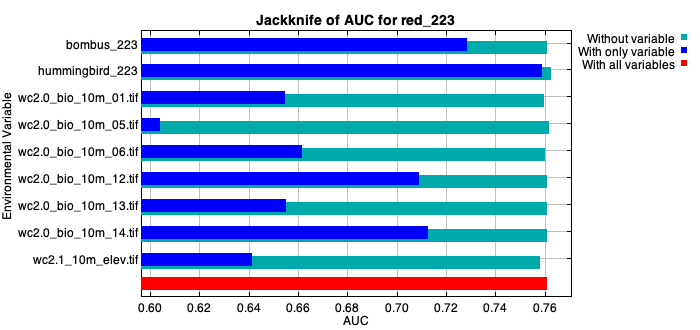 Jackknife of AUC for red_223
Environmental Variable
bombus_223
hummingbird_223
wc2.0_bio_10m_01.tif
wc2.0_bio_10m_05.tif
wc2.0_bio_10m_06.tif
wc2.0_bio_10m_12.tif
wc2.0_bio_10m_13.tif
wc2.0_bio_10m_14.tif
wc2.1_10m_elev.tif
0.60 0.62 0.64 0.66 0.68 0.70 0.72 0.74 0.76
AUC
Without variable
With only variable
With all variables